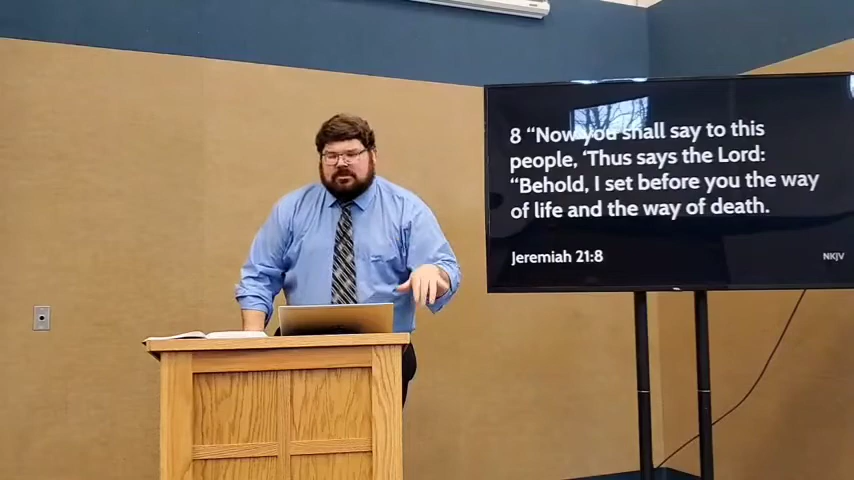 8 “Now you shall say to this
people, ‘Thus says the Lord:
“Behold, I set before you the way
of life and the way of death.
Jeremiah 21:8
NKJV